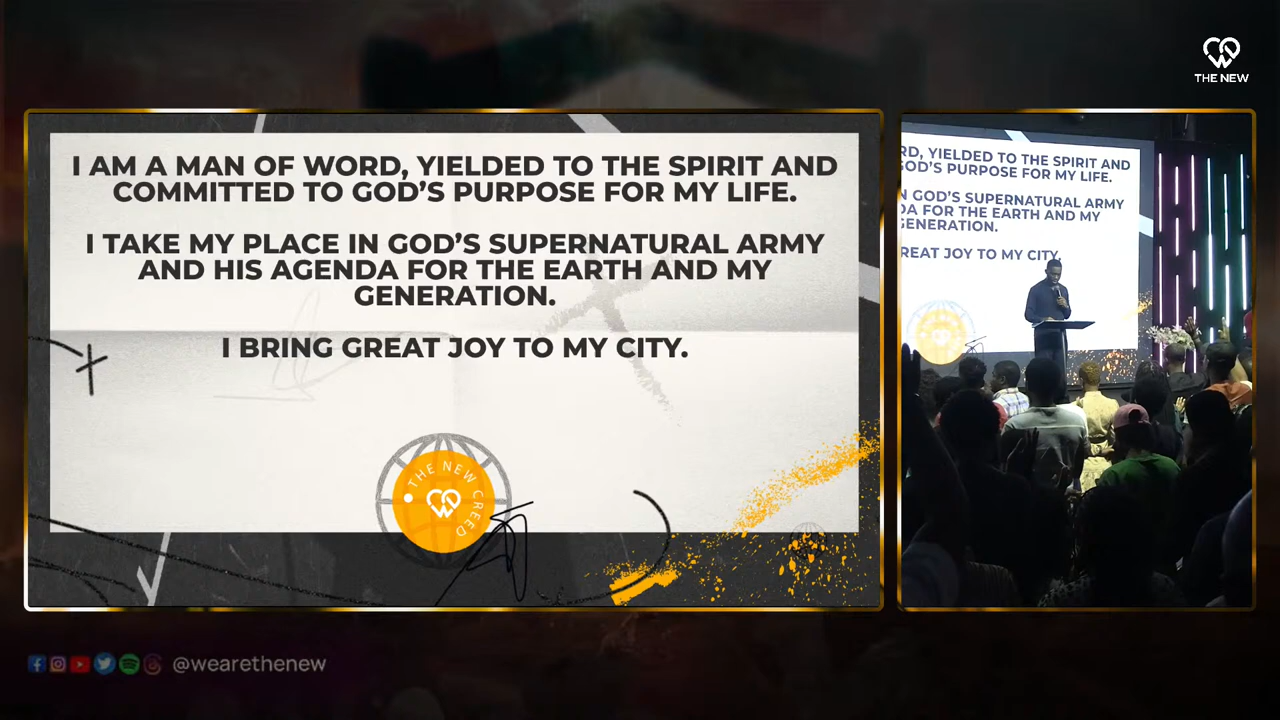 THE NEW
I AM A MAN OF WORD, YIELDED TO THE SPIRIT AND
COMMITTED TO GOD'S PURPOSE FOR MY LIFE.
I TAKE MY PLACE IN GOD'S SUPERNATURAL ARMY
AND HIS AGENDA FOR THE EARTH AND MY
GENERATION.
I BRING GREAT JOY TO MY CITY.
THE NEW CREED
RD, YIELDED TO THE SPIRIT AND
GOD'S PURPOSE FOR MY LIFE.
N GOD'S SUPERNATURAL ARMY
DA FOR THE EARTH AND MY
GENERATION.
REAT JOY TO MY CITY.
@wearethenew